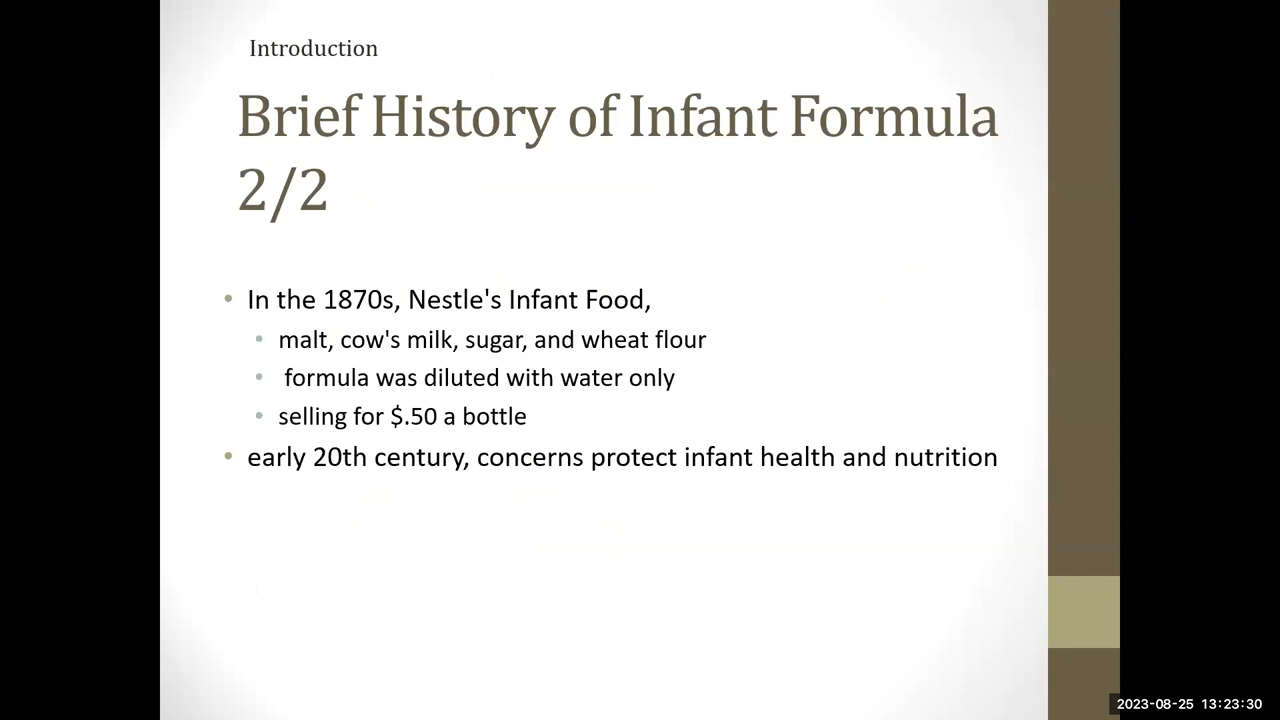 Introduction
Brief History of Infant Formula
2/2
• In the 1870s, Nestle's Infant Food,
• malt, cow's milk, sugar, and wheat flour
• formula was diluted with water only
• selling for $.50 a bottle
• early 20th century, concerns protect infant health and nutrition
2023-08-25 13:23:30